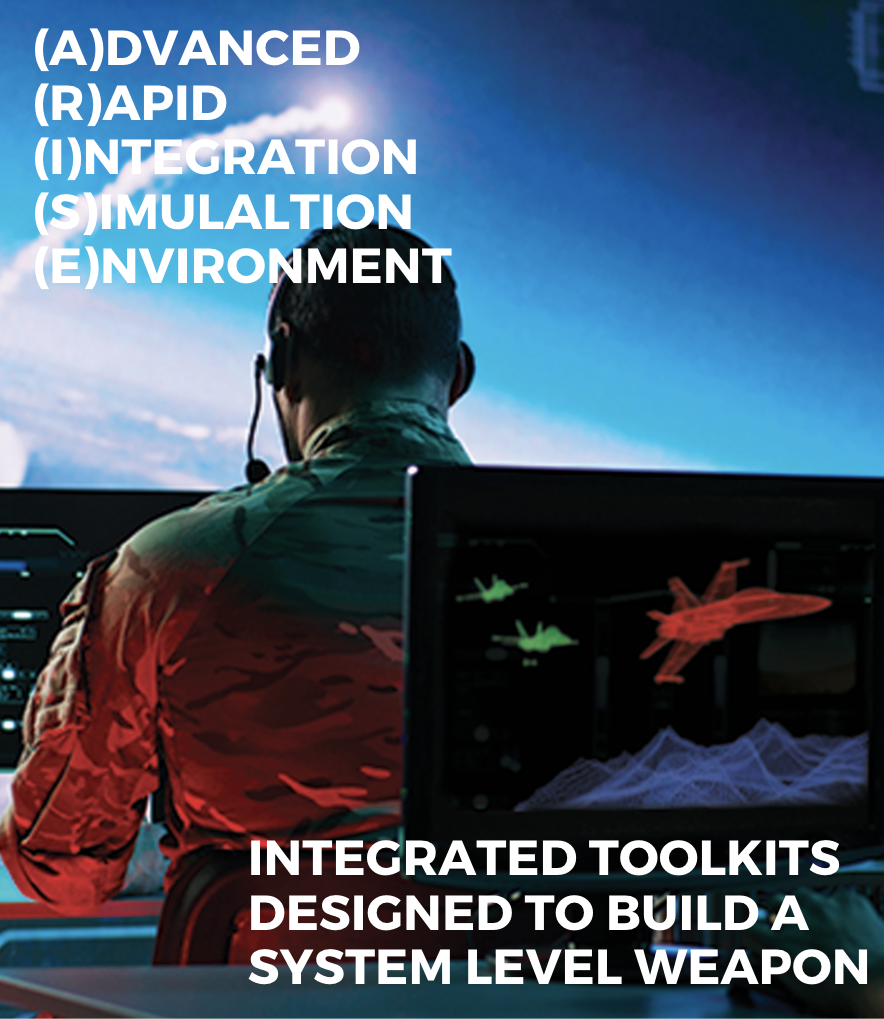 (A)DVANCED
(R)APID
(I)NTEGRATION
(S)IMULALTION
(E)NVIRONMENT
INTEGRATED TOOLKITS
DESIGNED TO BUILD A
SYSTEM LEVEL WEAPON